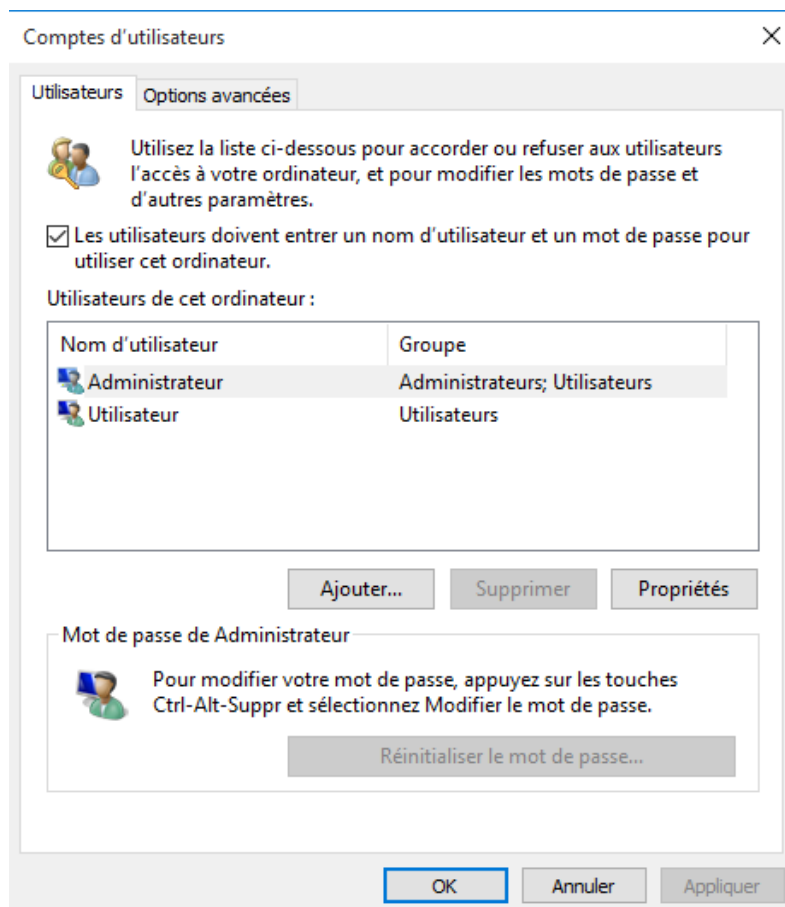 Comptes d’utilisateurs
Utilisateurs
Options avancées
Utilisez la liste ci-dessous pour accorder ou refuser aux utilisateurs
l’accès à votre ordinateur, et pour modifier les mots de passe et
d’autres paramètres.
Les utilisateurs doivent entrer un nom d’utilisateur et un mot de passe pour
utiliser cet ordinateur.
Utilisateurs de cet ordinateur :
Nom d’utilisateur Groupe
Administrateur Administrateurs; Utilisateurs
Utilisateur Utilisateurs
Ajouter... Supprimer Propriétés
Mot de passe de Administrateur
Pour modifier votre mot de passe, appuyez sur les touches
Ctrl-Alt-Suppr et sélectionnez Modifier le mot de passe.
Réinitialiser le mot de passe...
OK Annuler Appliquer